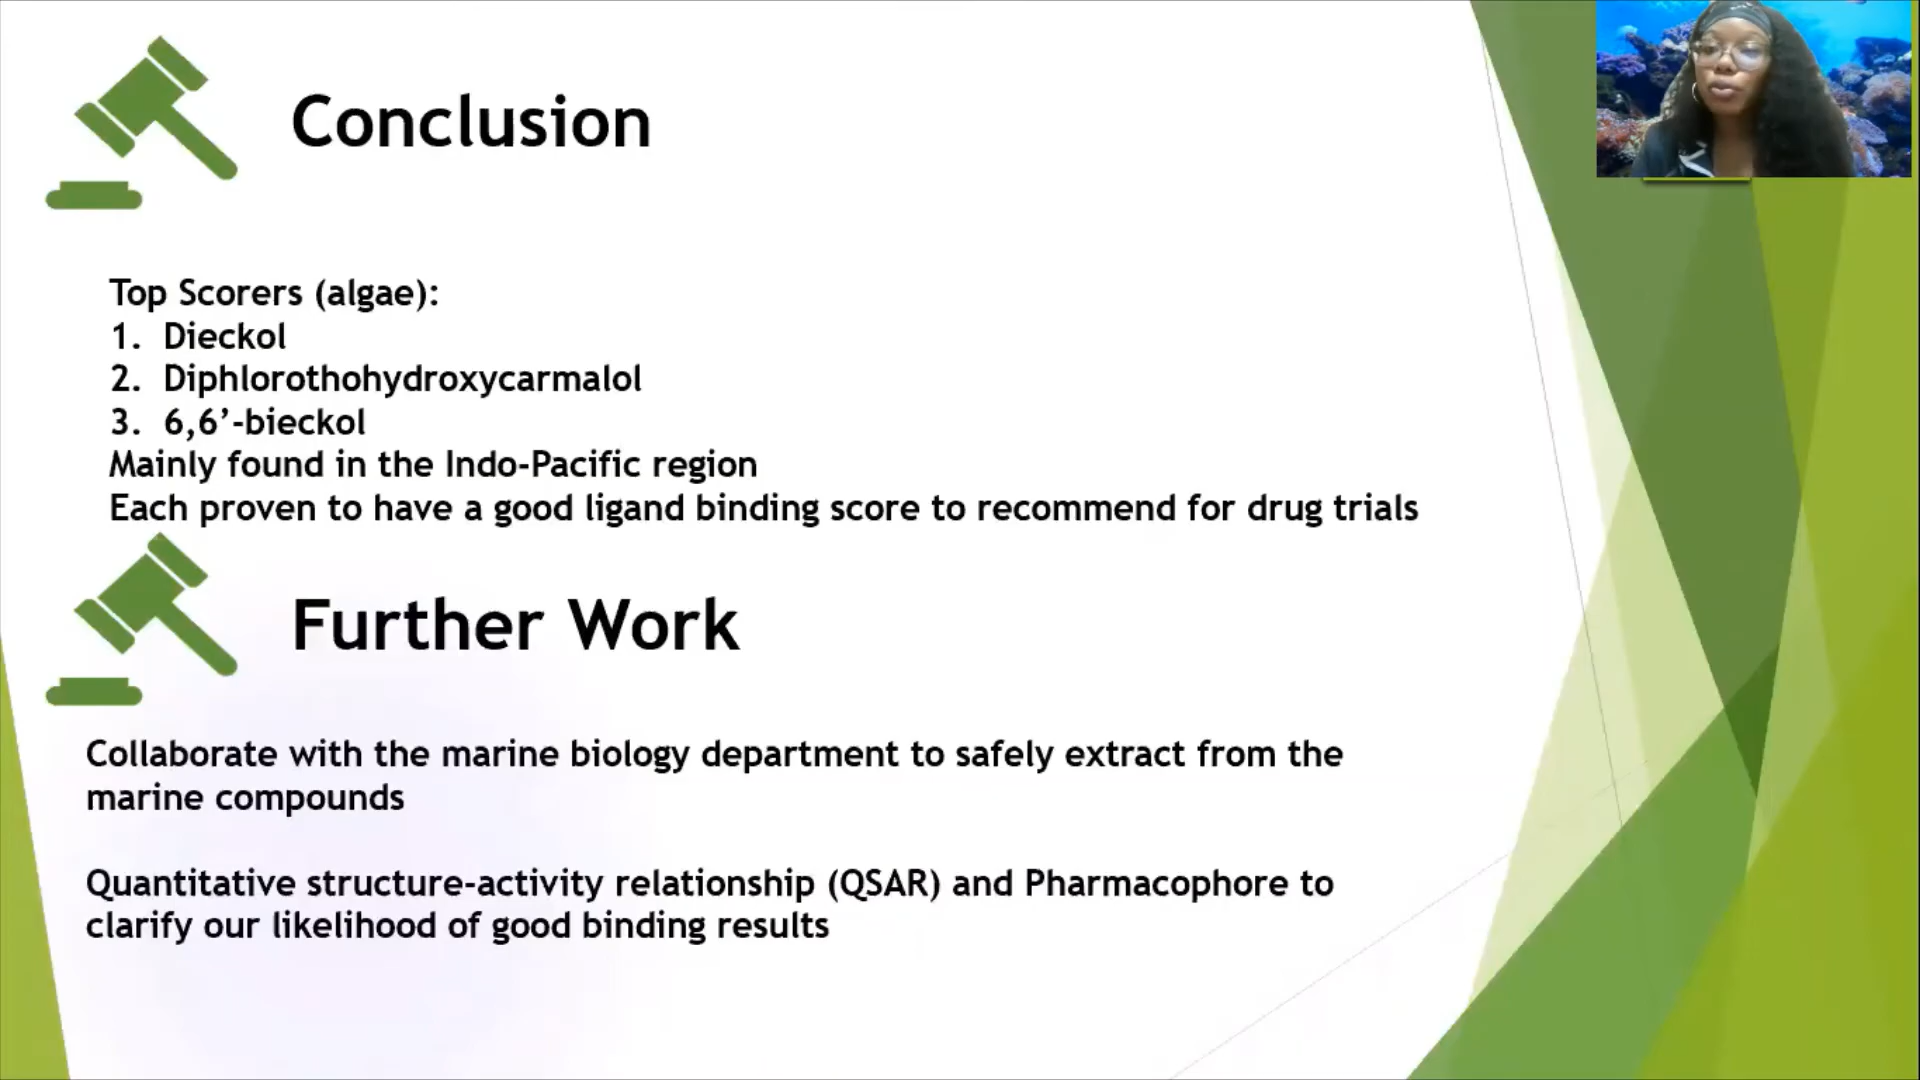 Conclusion
Top Scorers (algae):
1. Dieckol
2. Diphlorothohydroxycarmalol
3. 6,6’-bieckol
Mainly found in the Indo-Pacific region
Each proven to have a good ligand binding score to recommend for drug trials
Further Work
Collaborate with the marine biology department to safely extract from the
marine compounds
Quantitative structure-activity relationship (QSAR) and Pharmacophore to
clarify our likelihood of good binding results